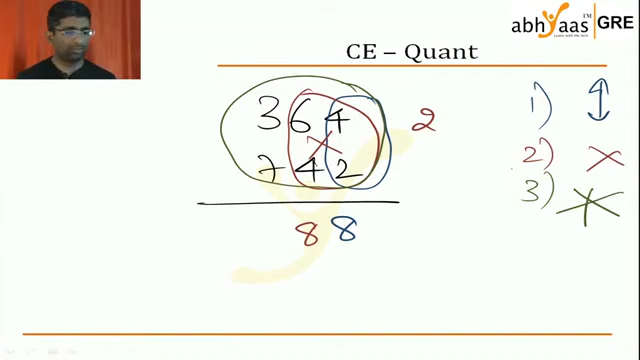 abhyaas™ GRE
Learn with the best
CE – Quant
3 6 4 2
7 4 2
8 8
1)
2)
3)